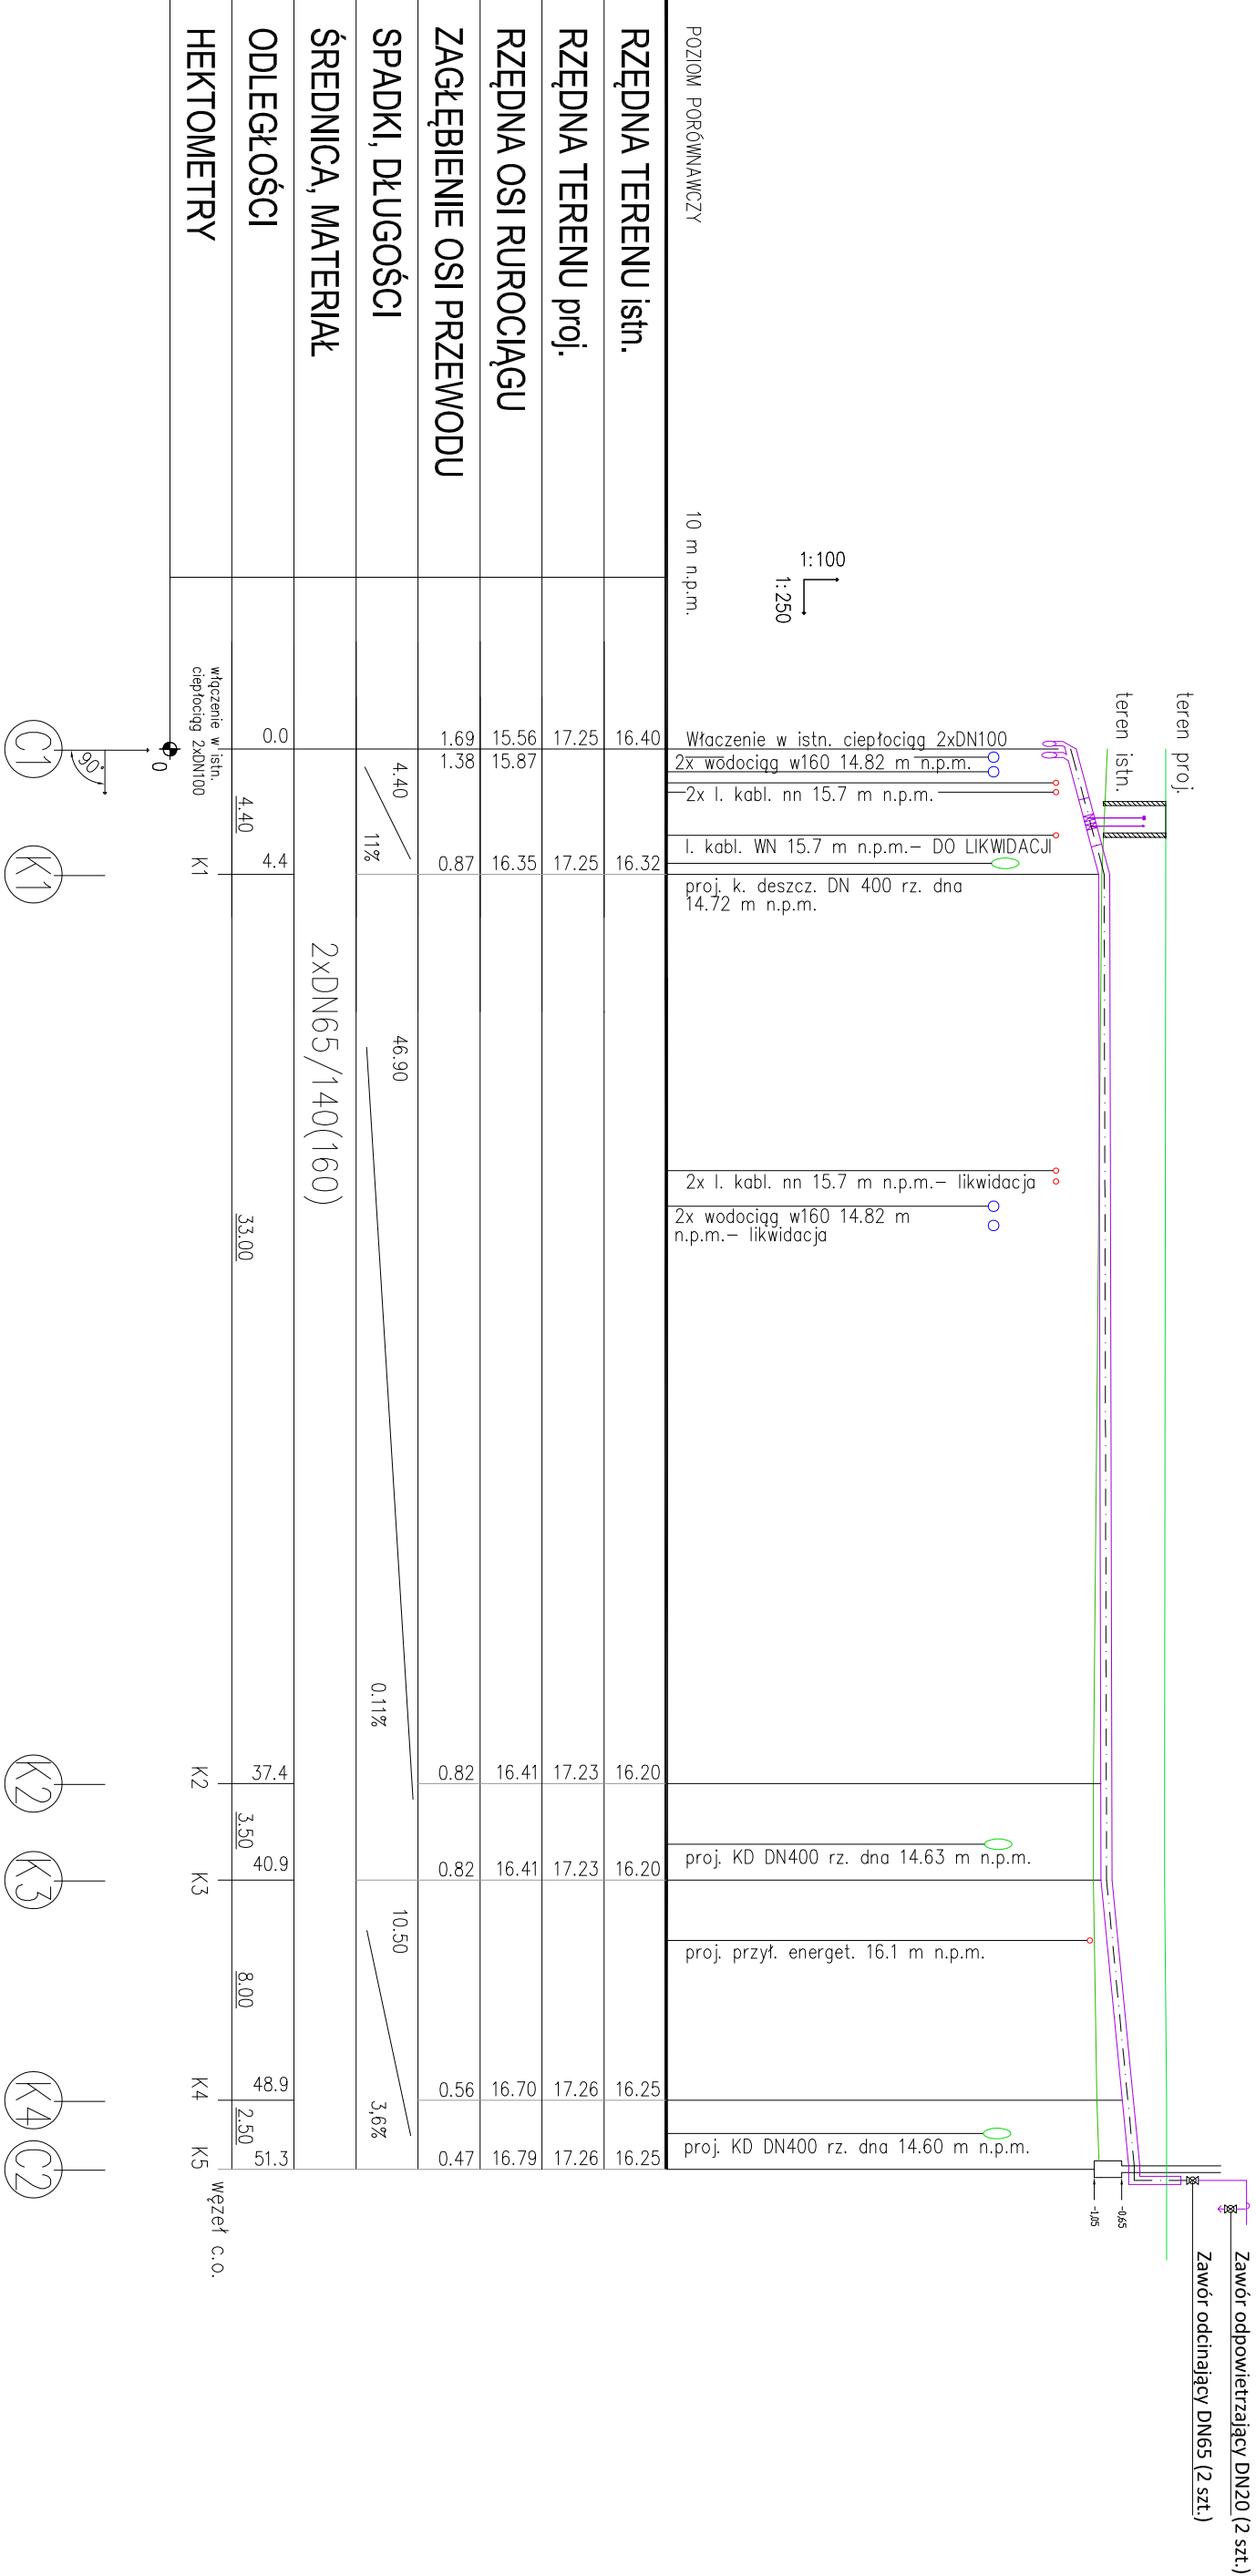 Zawór odpowietrzający DN20 (2 szt.)
Zawór odcinający DN65 (2 szt.)
teren proj.
teren istn.
-0,65
-1,05
1:100
1:250
POZIOM PORÓWNAWCZY 10 m n.p.m.
Właczenie w istn. ciepłociąg 2xDN100
2x wodociąg w160 14.82 m n.p.m.
2x l. kabl. nn 15.7 m n.p.m.
l. kabl. WN 15.7 m n.p.m.– DO LIKWIDACJI
proj. k. deszcz. DN 400 rz. dna
14.72 m n.p.m.
2x l. kabl. nn 15.7 m n.p.m.– likwidacja
2x wodociąg w160 14.82 m
n.p.m.– likwidacja
proj. KD DN400 rz. dna 14.63 m n.p.m.
proj. przył. energet. 16.1 m n.p.m.
proj. KD DN400 rz. dna 14.60 m n.p.m.
RZĘDNA TERENU istn. 16.40 16.32 16.20 16.20 16.25 16.25
RZĘDNA TERENU proj. 17.25 17.25 17.23 17.23 17.26 17.26
RZĘDNA OSI RUROCIĄGU 15.56 15.87 16.35 16.41 16.41 16.70 16.79
ZAGŁĘBIENIE OSI PRZEWODU 1.69 1.38 0.87 0.82 0.82 0.56 0.47
SPADKI, DŁUGOŚCI 4.40 11% 46.90 0.11% 10.50 3,6%
ŚREDNICA, MATERIAŁ 2xDN65/140(160)
ODLEGŁOŚCI 0.0 4.40 4.4 33.00 37.4 3.50 40.9 8.00 48.9 2.50 51.3
HEKTOMETRY
włączenie w istn.
ciepłociąg 2xDN100
K1 K2 K3 K4 K5
węzeł c.o.
0
90°
C1 K1 K2 K3 K4 C2